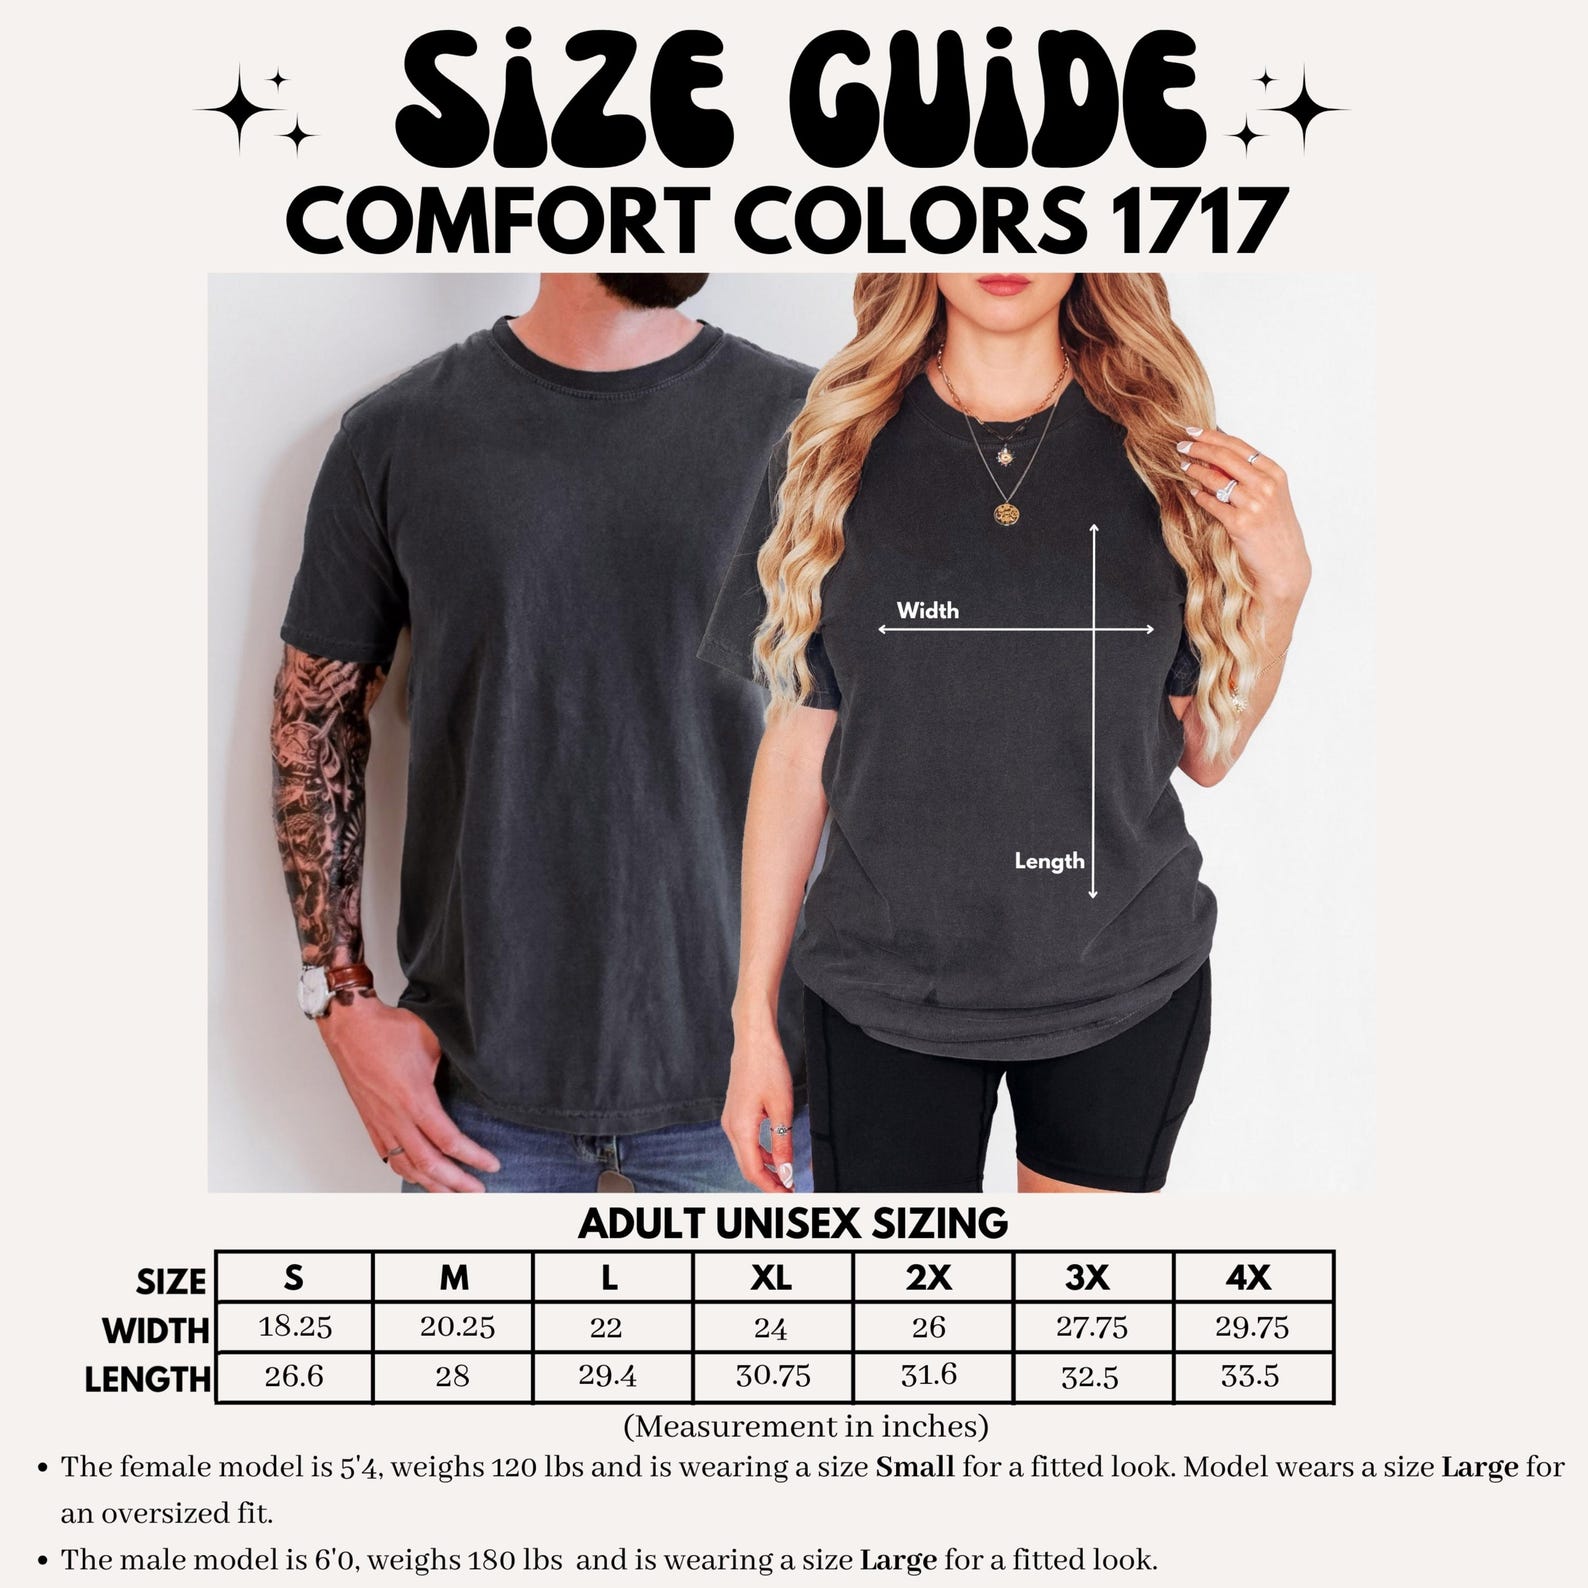 SiZE GUiDE
COMFORT COLORS 1717
Width
Length
ADULT UNISEX SIZING
SIZE S M L XL 2X 3X 4X
WIDTH 18.25 20.25 22 24 26 27.75 29.75
LENGTH 26.6 28 29.4 30.75 31.6 32.5 33.5
(Measurement in inches)
• The female model is 5'4, weighs 120 lbs and is wearing a size Small for a fitted look. Model wears a size Large for
an oversized fit.
• The male model is 6'0, weighs 180 lbs and is wearing a size Large for a fitted look.